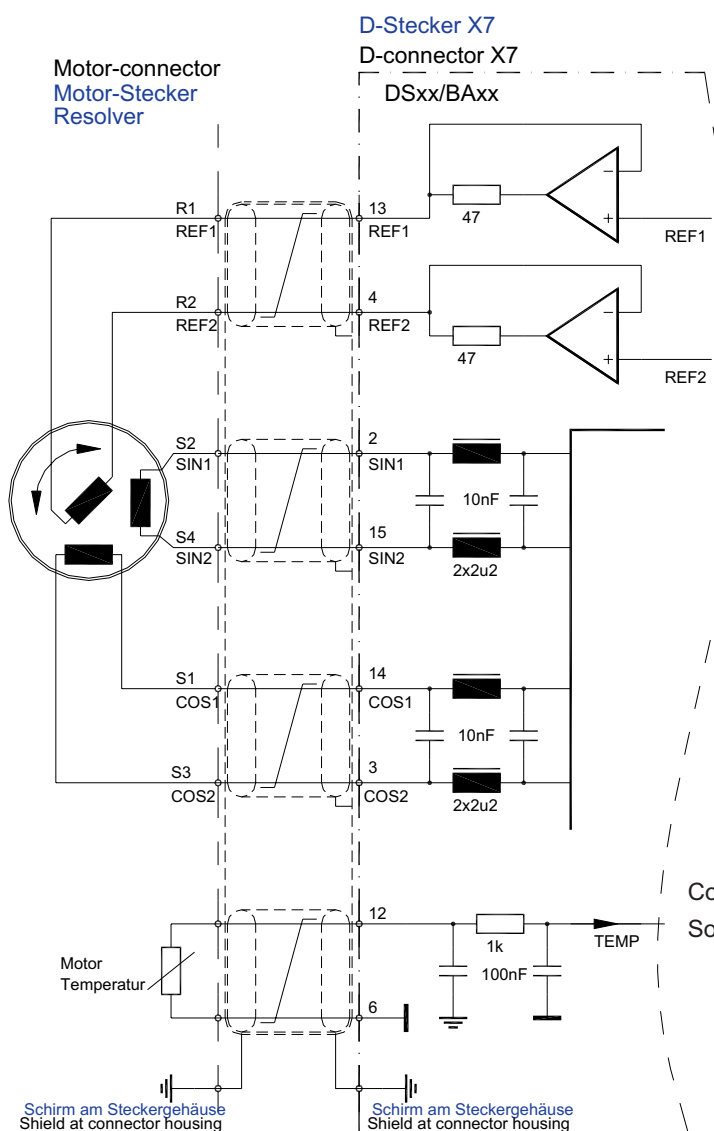 D-Stecker X7
D-connector X7
Motor-connector
Motor-Stecker
Resolver
DSxx/BAxx
R1
REF1
13
REF1
47
-
+
REF1
R2
REF2
4
REF2
47
-
+
REF2
S2
SIN1
2
SIN1
10nF
S4
SIN2
15
SIN2
2x2u2
S1
COS1
14
COS1
10nF
S3
COS2
3
COS2
2x2u2
12
1k
TEMP
Motor
Temperatur
100nF
6
Schirm am Steckergehäuse
Shield at connector housing
Schirm am Steckergehäuse
Shield at connector housing
Co
So